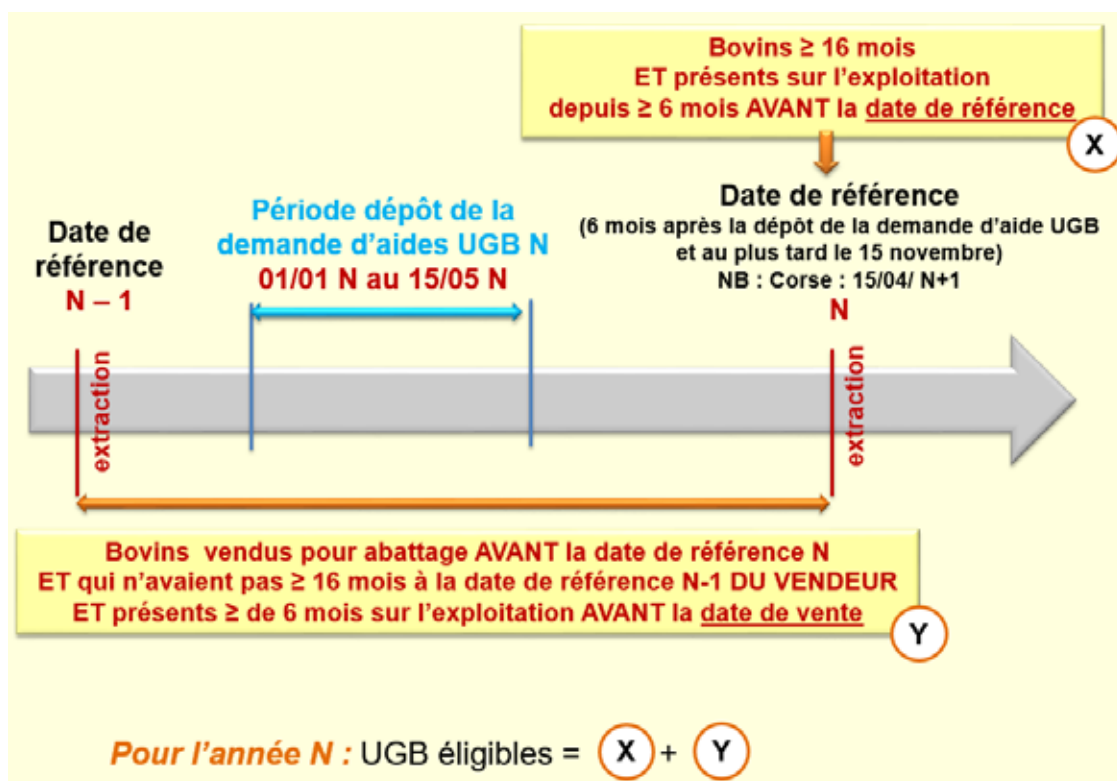 Bovins ≥ 16 mois
ET présents sur l'exploitation
depuis ≥ 6 mois AVANT la date de référence
X
Date de référence
(6 mois après la dépôt de la demande d'aide UGB
et au plus tard le 15 novembre)
NB : Corse : 15/04/ N+1
N
Période dépôt de la
demande d'aides UGB N
01/01 N au 15/05 N
Date de
référence
N – 1
extraction
extraction
Bovins vendus pour abattage AVANT la date de référence N
ET qui n'avaient pas ≥ 16 mois à la date de référence N-1 DU VENDEUR
ET présents ≥ de 6 mois sur l'exploitation AVANT la date de vente
Y
Pour l'année N : UGB éligibles = X + Y